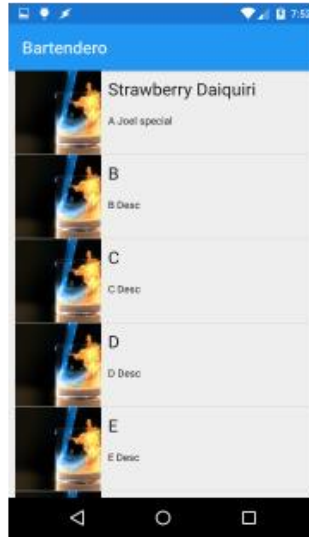 7:52
Bartendero
Strawberry Daiquiri
A Joel special
B
B Desc
C
C Desc
D
D Desc
E
E Desc